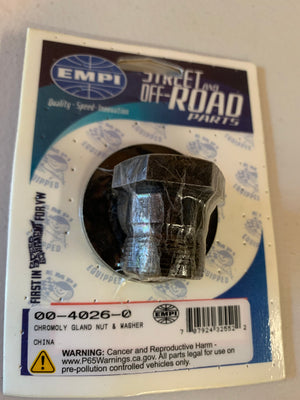 EMPI
STREET AND
OFF-ROAD
PARTS
Quality - Speed - Innovation
EQUIPPED
EQUIPPED
FIRST IN
FOR VW
00-4026-0
CHROMOLY GLAND NUT & WASHER
CHINA
EMPI
WARNING: Cancer and Reproductive Harm -
www.P65Warnings.ca.gov. All parts legal for use on
pre-pollution controlled vehicles only.